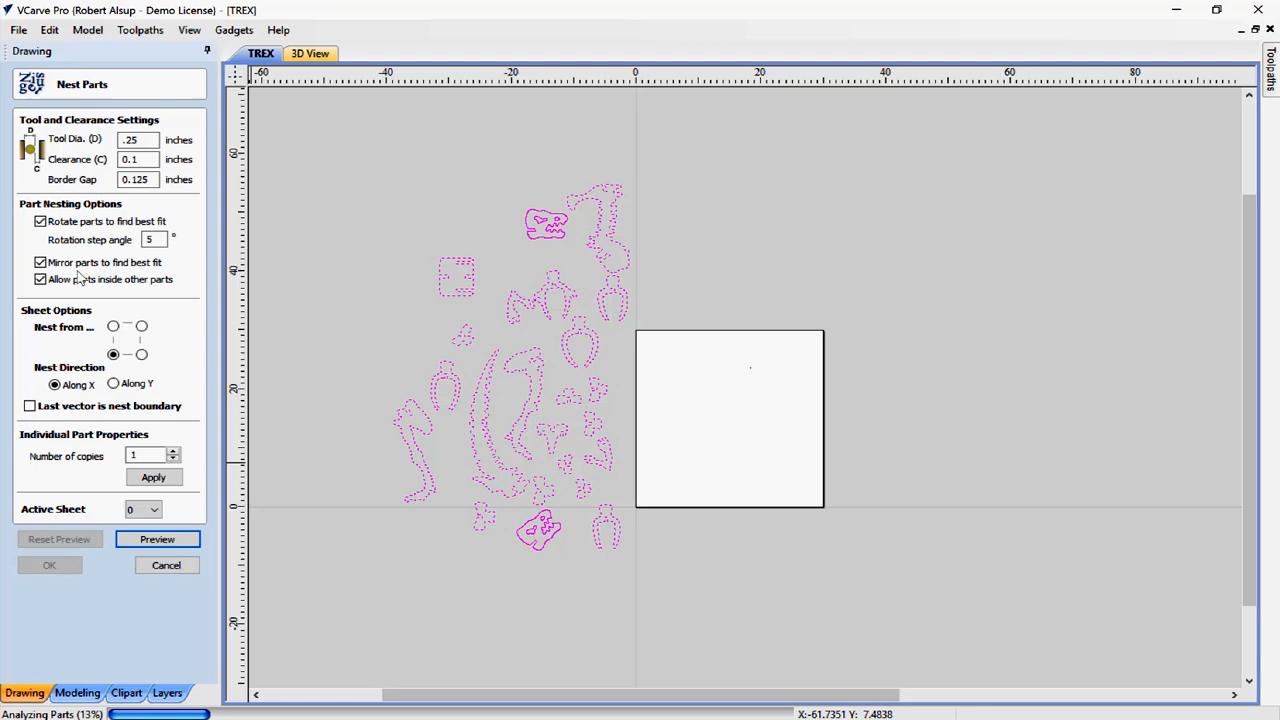 VCarve Pro {Robert Alsup - Demo License} - [TREX]
File Edit Model Toolpaths View Gadgets Help
Drawing
TREX 3D View
Nest Parts
Tool and Clearance Settings
D
Tool Dia. (D) .25 inches
Clearance (C) 0.1 inches
C
Border Gap 0.125 inches
Part Nesting Options
Rotate parts to find best fit
Rotation step angle 5 °
Mirror parts to find best fit
Allow parts inside other parts
Sheet Options
Nest from ...
Nest Direction
Along X Along Y
Last vector is nest boundary
Individual Part Properties
Number of copies 1
Apply
Active Sheet 0
Reset Preview Preview
OK Cancel
Drawing Modeling Clipart Layers
Analyzing Parts (13%)
-60 -40 -20 0 20 40 60 80
60
40
20
0
-20
Toolpaths
X:-61.7351 Y: 7.4838